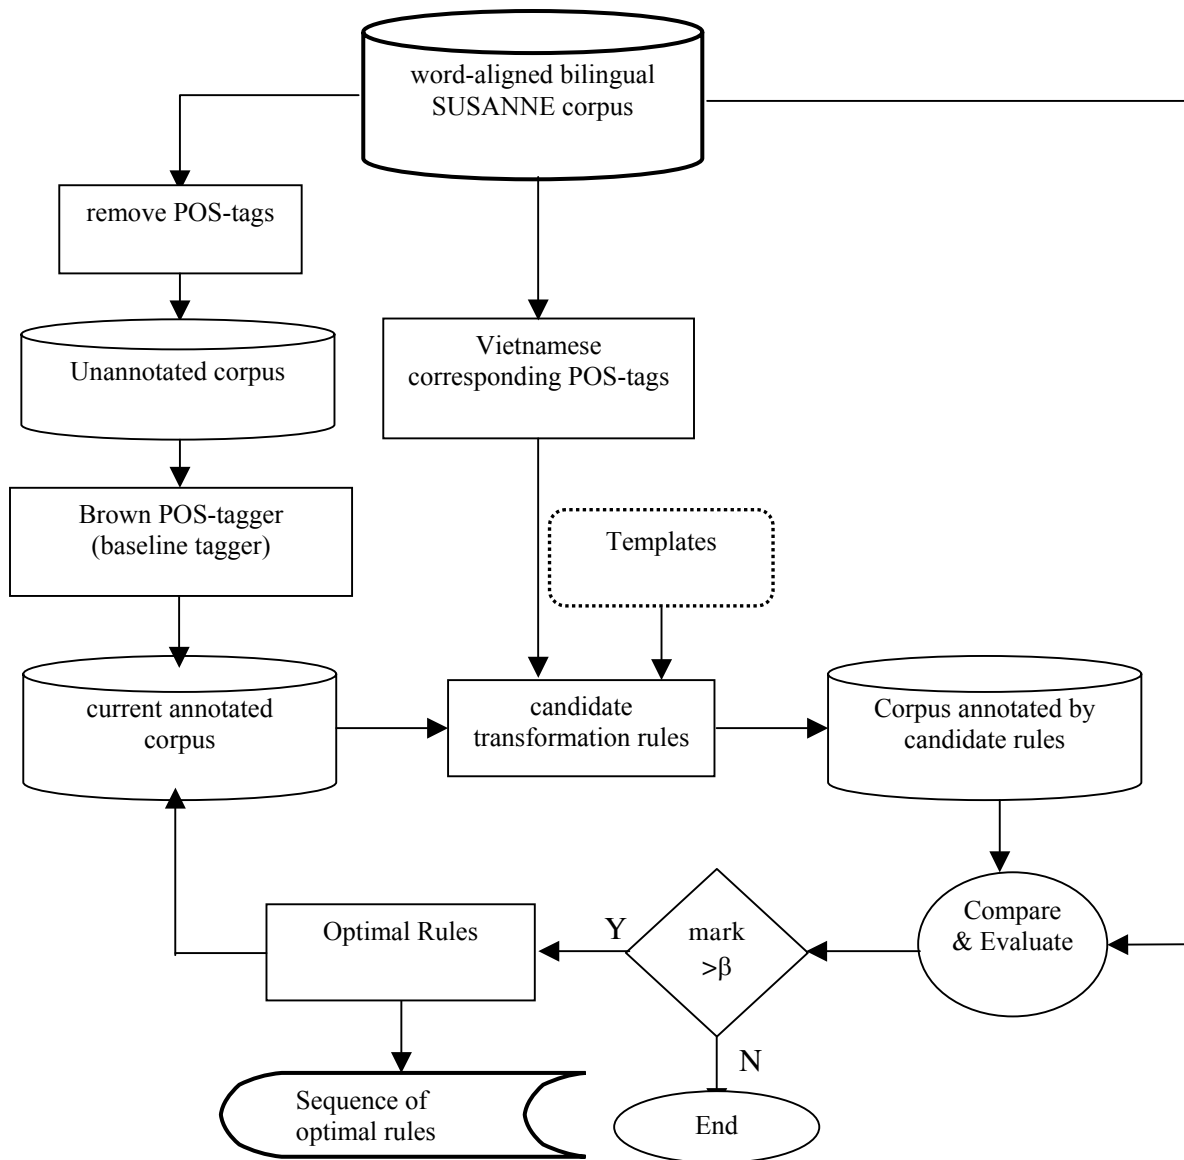 word-aligned bilingual
SUSANNE corpus
remove POS-tags
Unannotated corpus
Vietnamese
corresponding POS-tags
Brown POS-tagger
(baseline tagger)
Templates
current annotated
corpus
candidate
transformation rules
Corpus annotated by
candidate rules
Compare
& Evaluate
mark
>β
Y
Optimal Rules
N
Sequence of
optimal rules
End